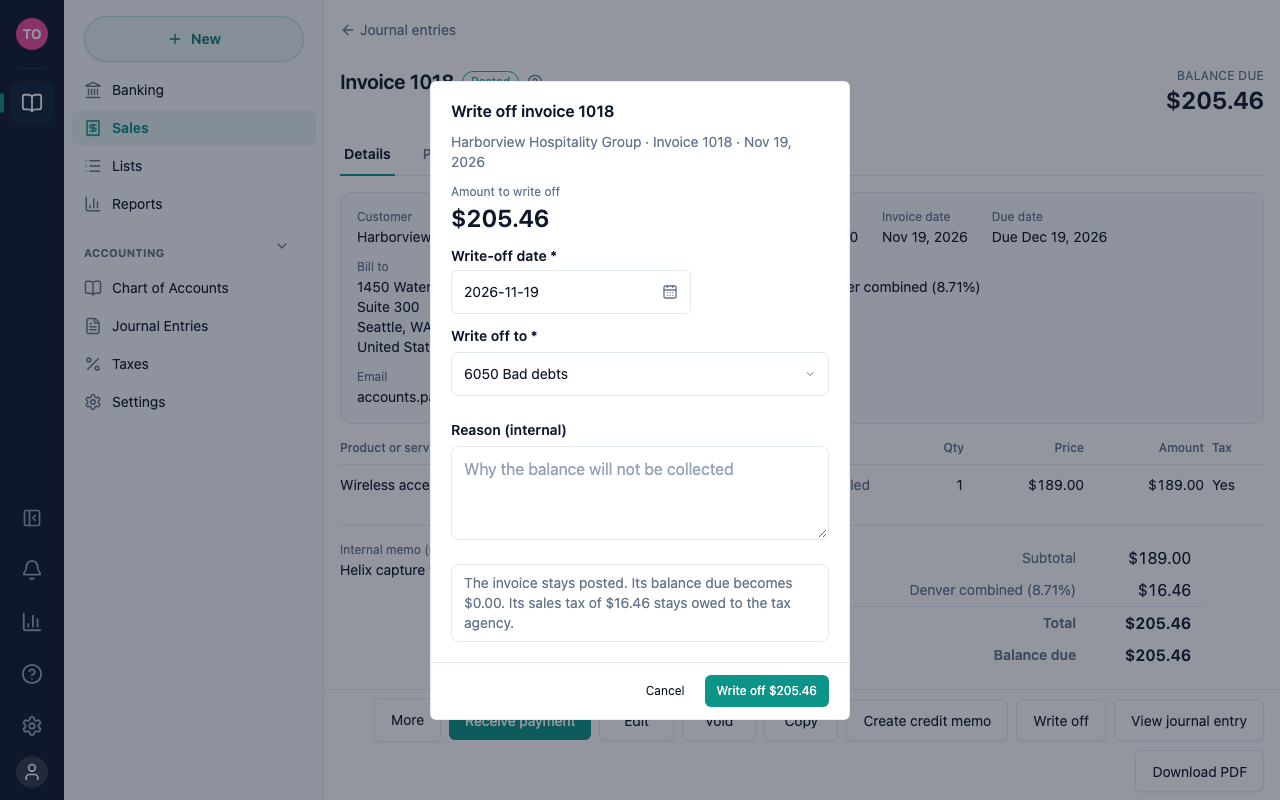 TO
New
Banking
Sales
Lists
Reports
ACCOUNTING
Chart of Accounts
Journal Entries
Taxes
Settings
Journal entries
Invoice 1018 Posted
BALANCE DUE
$205.46
Details
Customer
Harborview
Bill to
1450 Water
Suite 300
Seattle, WA
United Stat
Email
accounts.pa
Invoice date
Nov 19, 2026
Due date
Due Dec 19, 2026
er combined (8.71%)
Product or serv
Qty
Price
Amount
Tax
Wireless acce
led
1
$189.00
$189.00
Yes
Internal memo (
Helix capture
Subtotal
$189.00
Denver combined (8.71%)
$16.46
Total
$205.46
Balance due
$205.46
More
Receive payment
Edit
Void
Copy
Create credit memo
Write off
View journal entry
Download PDF
Write off invoice 1018
Harborview Hospitality Group · Invoice 1018 · Nov 19,
2026
Amount to write off
$205.46
Write-off date *
2026-11-19
Write off to *
6050 Bad debts
Reason (internal)
Why the balance will not be collected
The invoice stays posted. Its balance due becomes
$0.00. Its sales tax of $16.46 stays owed to the tax
agency.
Cancel
Write off $205.46